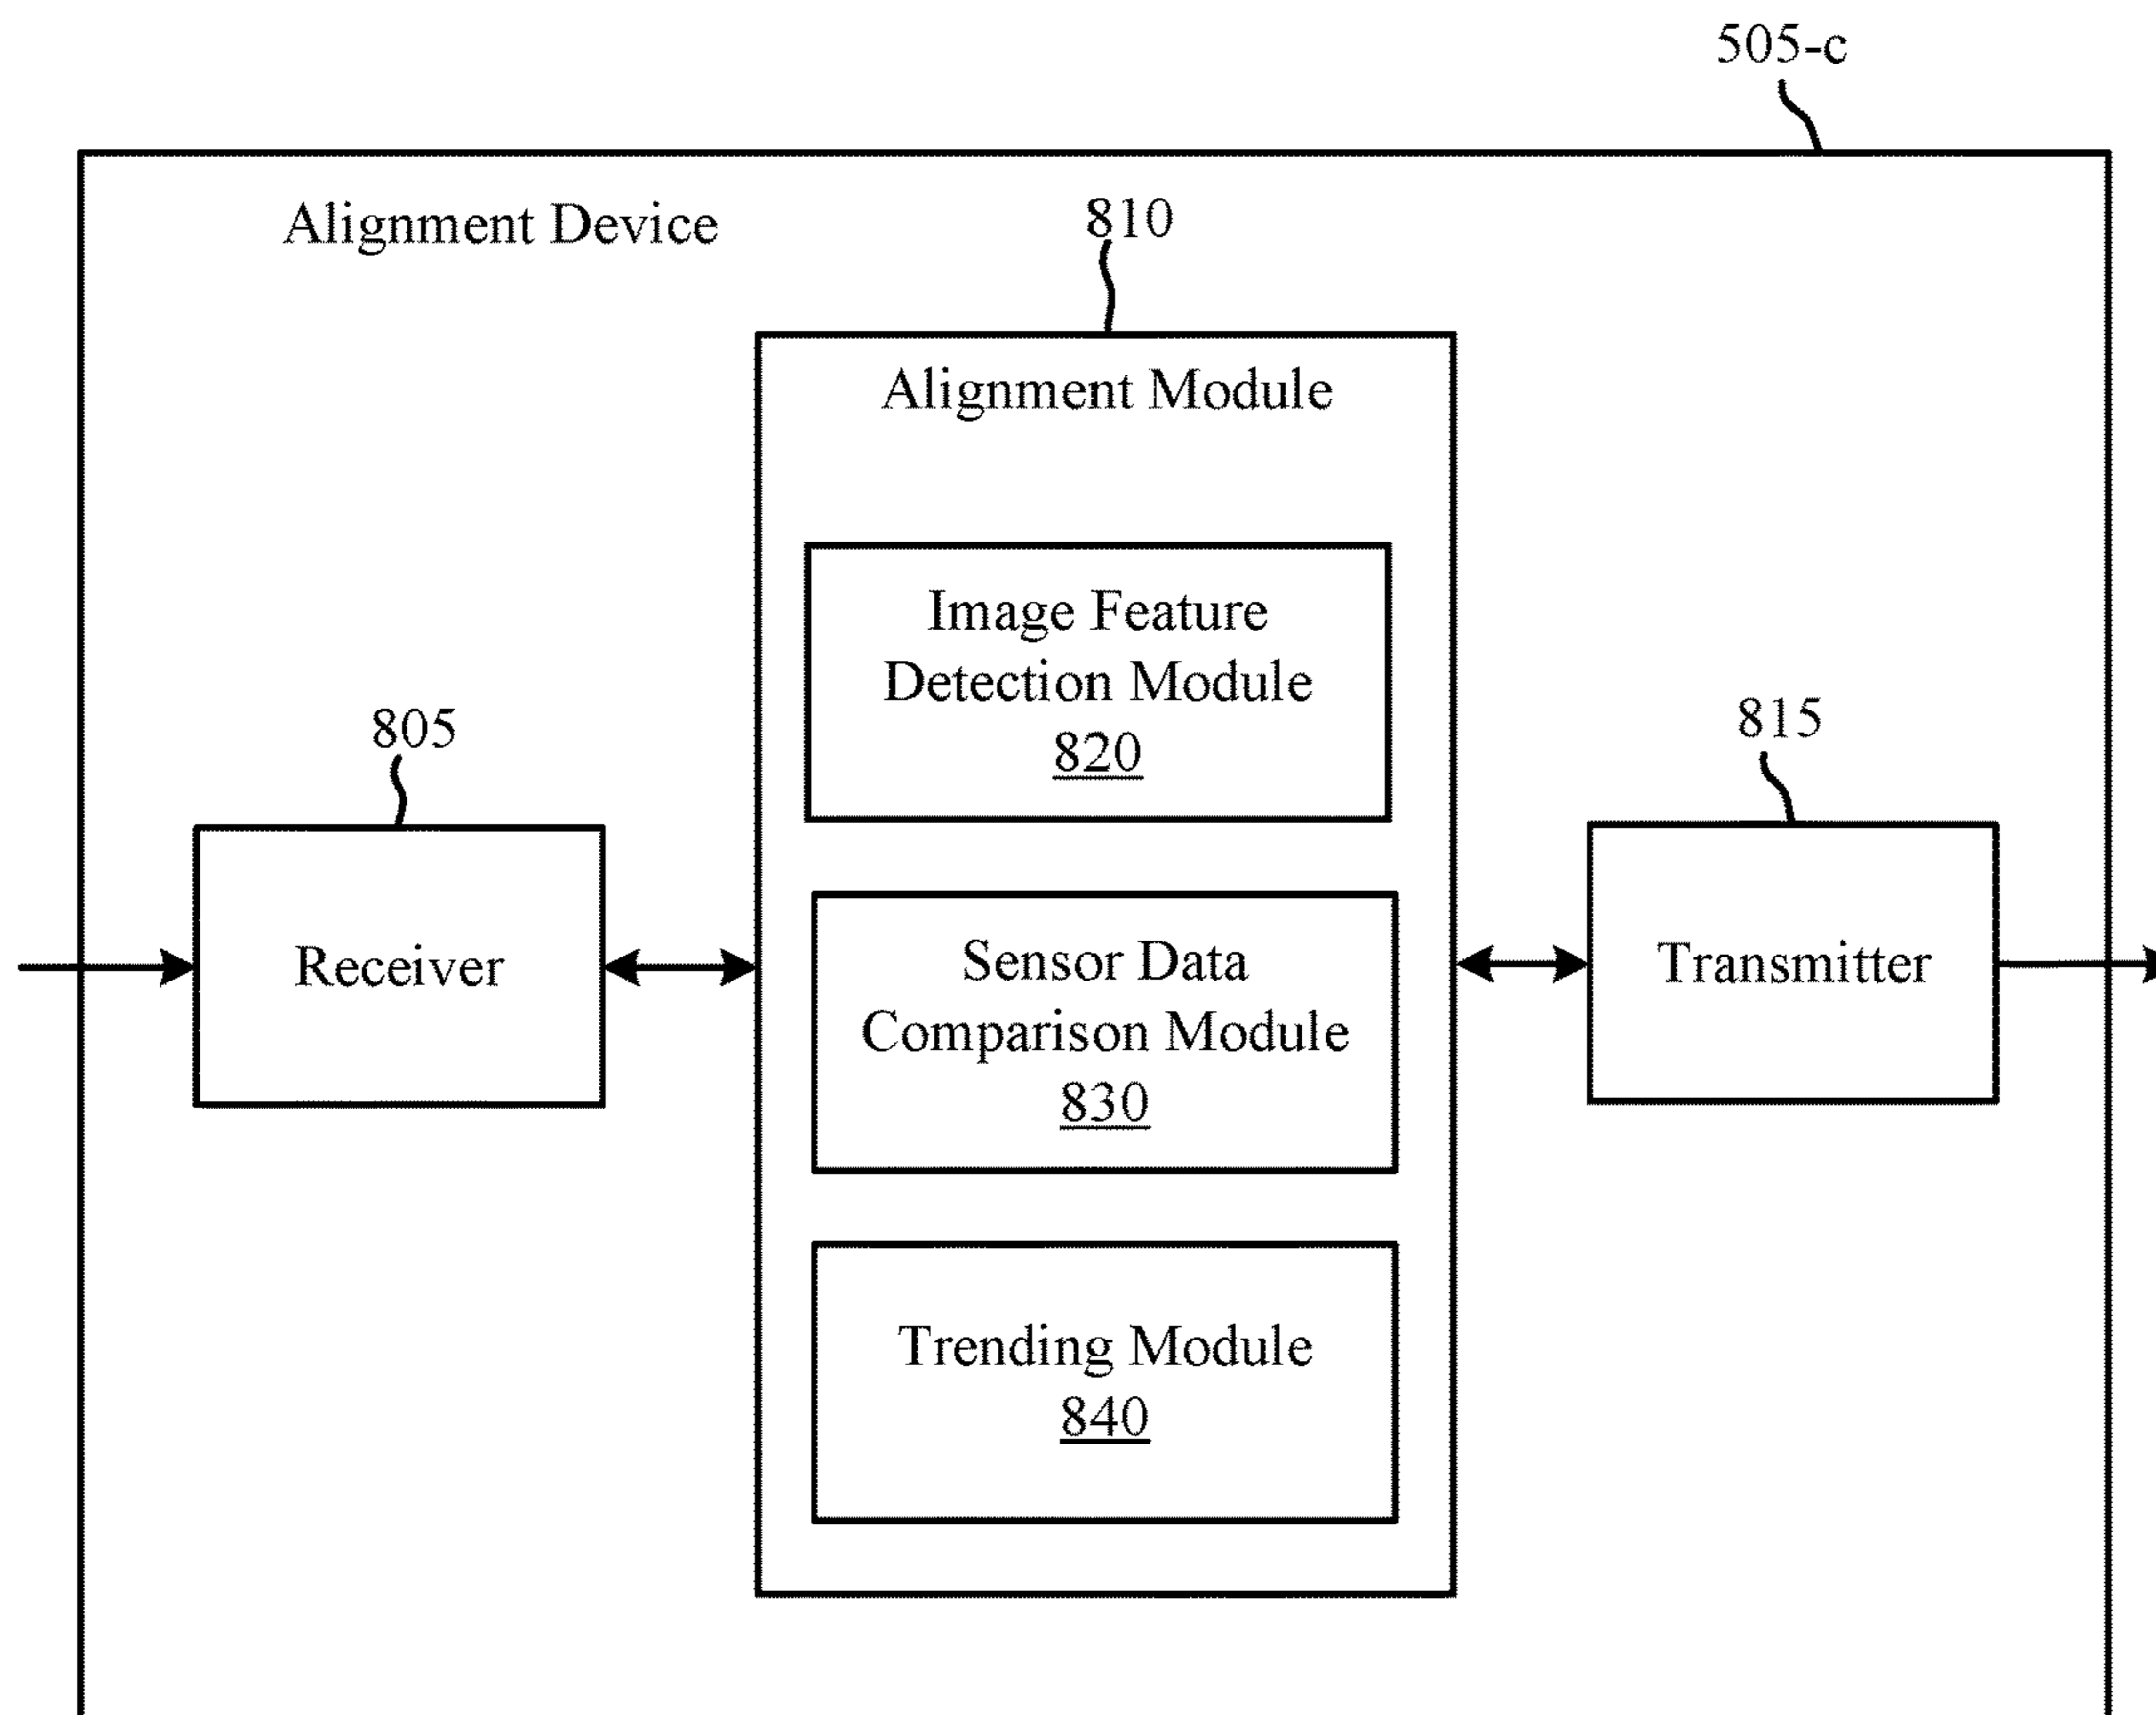 505-c
Alignment Device
810
Alignment Module
Image Feature
Detection Module
820
805
Receiver
Sensor Data
Comparison Module
830
815
Transmitter
Trending Module
840